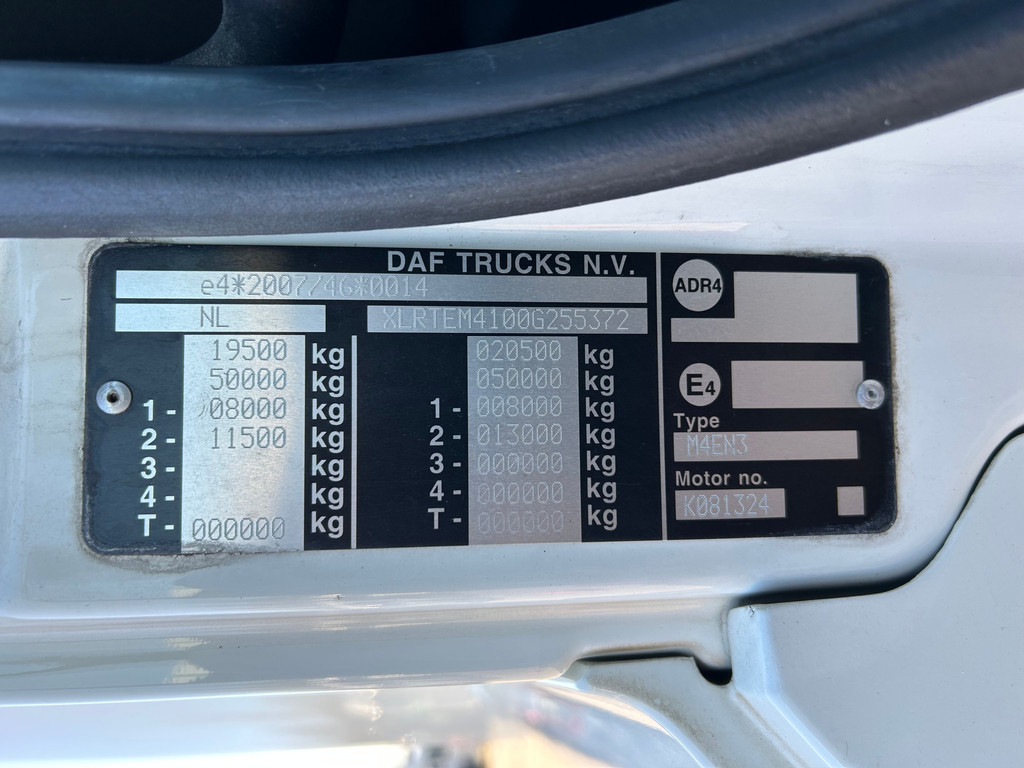 DAF TRUCKS N.V.
e4*2007/46*0014
NL XLRTEM4100G255372
19500 kg 020500 kg
50000 kg 050000 kg
1- 08000 kg 1- 008000 kg
2- 11500 kg 2- 013000 kg
3- kg 3- 000000 kg
4- kg 4- 000000 kg
T- 000000 kg T- 000000 kg
ADR4
E4
Type
M4EN3
Motor no.
K081324